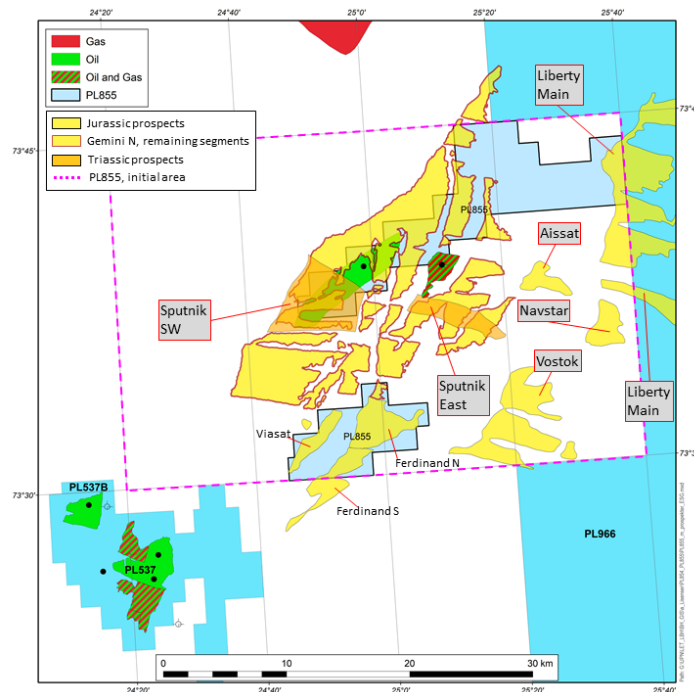 24°20'
24°40'
25°0'
25°20'
25°40'
Gas
Oil
Oil and Gas
PL855
Jurassic prospects
Gemini N, remaining segments
Triassic prospects
PL855, initial area
Liberty
Main
73°45'
PL855
Aissat
Sputnik
SW
Navstar
Vostok
Sputnik
East
Liberty
Main
Viasat
PL855
Ferdinand N
PL537B
73°30'
Ferdinand S
PL537
PL966
0
10
20
30 km
24°20'
24°40'
25°0'
25°20'
25°40'